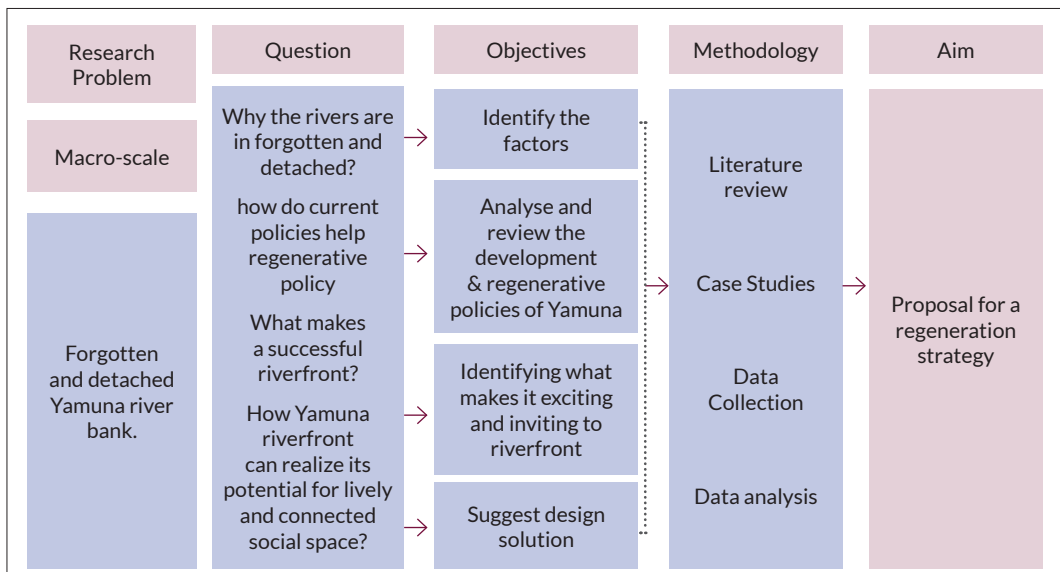 Research
Problem
Macro-scale
Forgotten
and detached
Yamuna river
bank.
Question
Why the rivers are
in forgotten and
detached?
how do current
policies help
regenerative
policy
What makes
a successful
riverfront?
How Yamuna
riverfront
can realize its
potential for lively
and connected
social space?
Objectives
Identify the
factors
Analyse and
review the
development
& regenerative
policies of Yamuna
Identifying what
makes it exciting
and inviting to
riverfront
Suggest design
solution
Methodology
Literature
review
Case Studies
Data
Collection
Data analysis
Aim
Proposal for a
regeneration
strategy